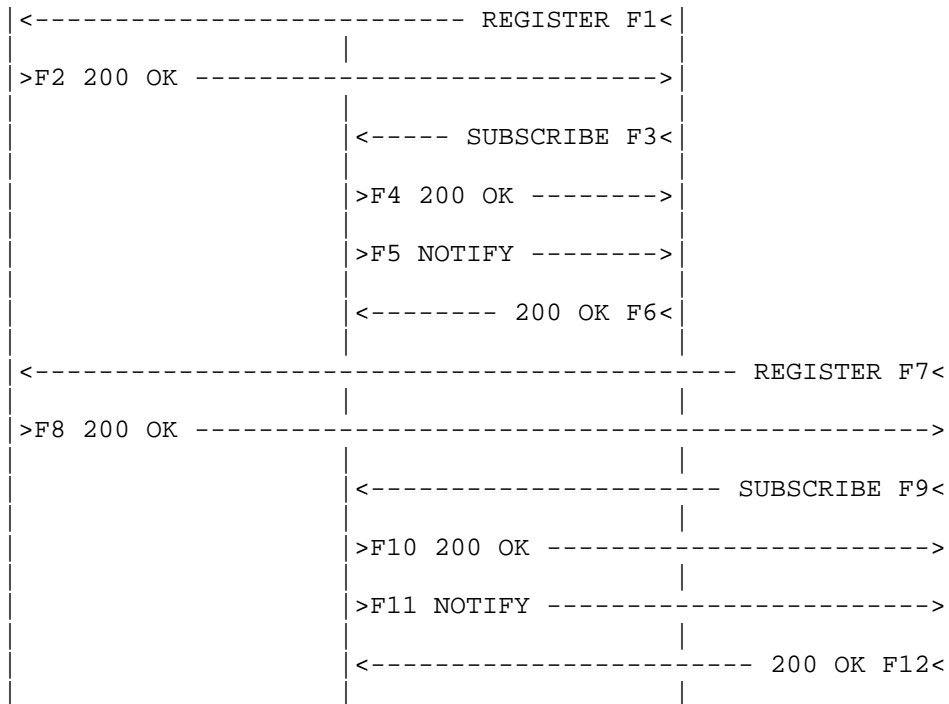 |<--------------------------- REGISTER F1<|
|>F2 200 OK ----------------------------->|
|<----- SUBSCRIBE F3<|
|>F4 200 OK -------->|
|>F5 NOTIFY -------->|
|<-------- 200 OK F6<|
|<-------------------------------------------- REGISTER F7<
|>F8 200 OK ---------------------------------------------->
|<---------------------- SUBSCRIBE F9<
|>F10 200 OK ------------------------>
|>F11 NOTIFY ------------------------>
|<------------------------ 200 OK F12<